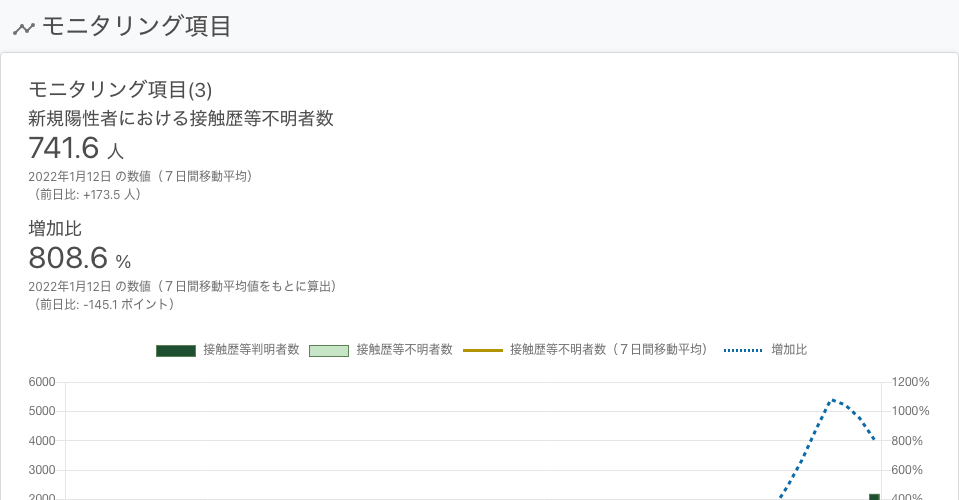 モニタリング項目
モニタリング項目(3)
新規陽性者における接触歴等不明者数
741.6 人
2022年1月12日 の数値（７日間移動平均）
（前日比: +173.5 人）
増加比
808.6 %
2022年1月12日 の数値（７日間移動平均値をもとに算出）
（前日比: -145.1 ポイント）
接触歴等判明者数 接触歴等不明者数 接触歴等不明者数（７日間移動平均） 増加比
6000 1200%
5000 1000%
4000 800%
3000 600%
2000 400%